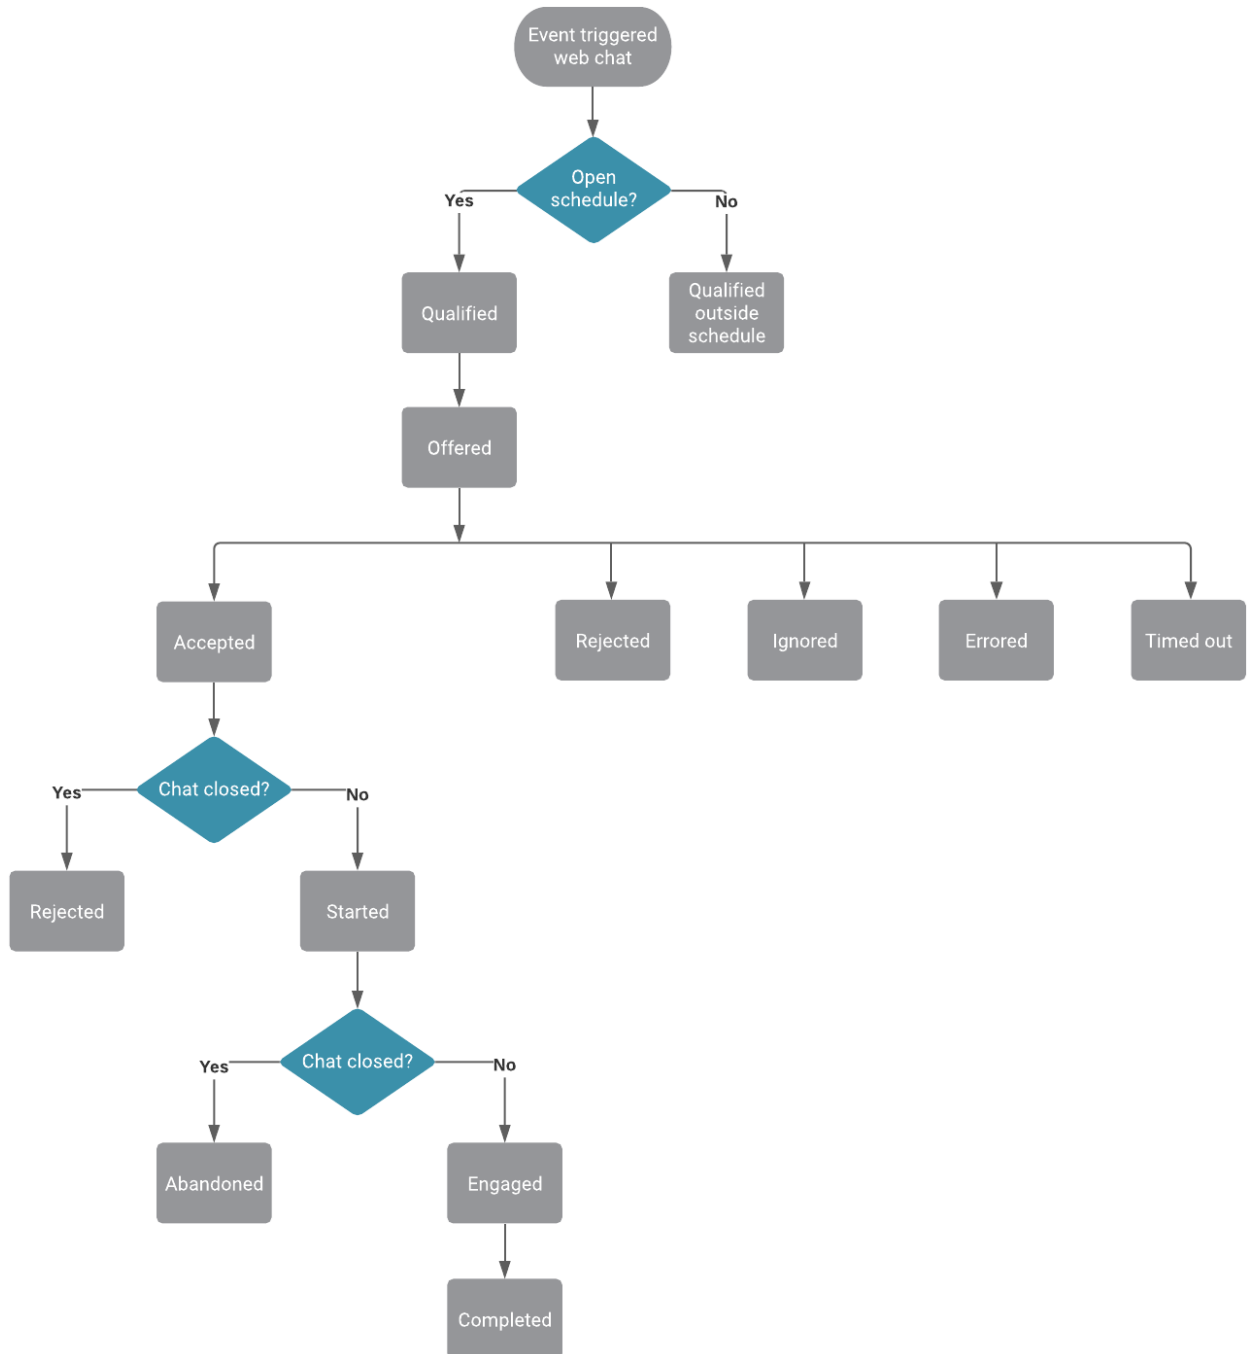 Event triggered
web chat
Open
schedule?
Yes
No
Qualified
Qualified
outside
schedule
Offered
Accepted
Rejected
Ignored
Errored
Timed out
Chat closed?
Yes
No
Rejected
Started
Chat closed?
Yes
No
Abandoned
Engaged
Completed